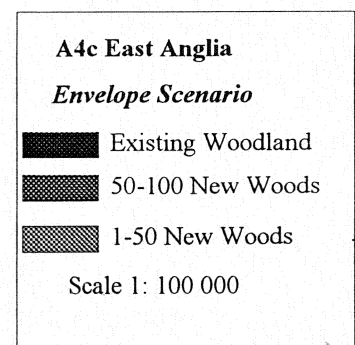 A4c East Anglia
Envelope Scenario
Existing Woodland
50-100 New Woods
1-50 New Woods
Scale 1: 100 000